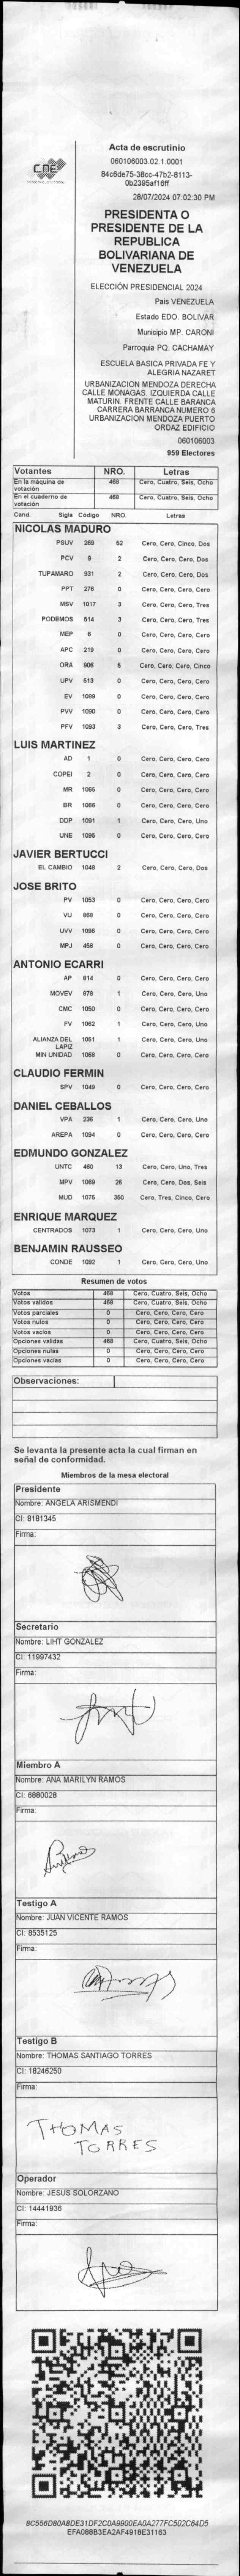 CNE
Acta de escrutinio
060106003.02.1.0001
84c6de75-38cc-47b2-8113-
0b2395af16ff
28/07/2024 07:02:30 PM
PRESIDENTA O
PRESIDENTE DE LA
REPUBLICA
BOLIVARIANA DE
VENEZUELA
ELECCIÓN PRESIDENCIAL 2024
Pais VENEZUELA
Estado EDO. BOLIVAR
Municipio MP. CARONI
Parroquia PQ. CACHAMAY
ESCUELA BASICA PRIVADA FE Y
ALEGRIA NAZARET
URBANIZACION MENDOZA DERECHA
CALLE MONAGAS. IZQUIERDA CALLE
MATURIN. FRENTE CALLE BARANCA
CARRERA BARRANCA NUMERO 6
URBANIZACION MENDOZA PUERTO
ORDAZ EDIFICIO
060106003
959 Electores
Votantes NRO. Letras
En la máquina de votación 468 Cero, Cuatro, Seis, Ocho
En el cuaderno de votación 468 Cero, Cuatro, Seis, Ocho
Cand. Sigla Código NRO. Letras
NICOLAS MADURO
PSUV 269 52 Cero, Cero, Cinco, Dos
PCV 9 2 Cero, Cero, Cero, Dos
TUPAMARO 931 2 Cero, Cero, Cero, Dos
PPT 276 0 Cero, Cero, Cero, Cero
MSV 1017 3 Cero, Cero, Cero, Tres
PODEMOS 514 3 Cero, Cero, Cero, Tres
MEP 6 0 Cero, Cero, Cero, Cero
APC 219 0 Cero, Cero, Cero, Cero
ORA 906 5 Cero, Cero, Cero, Cinco
UPV 513 0 Cero, Cero, Cero, Cero
EV 1089 0 Cero, Cero, Cero, Cero
PVV 1090 0 Cero, Cero, Cero, Cero
PFV 1093 3 Cero, Cero, Cero, Tres
LUIS MARTINEZ
AD 1 0 Cero, Cero, Cero, Cero
COPEI 2 0 Cero, Cero, Cero, Cero
MR 1065 0 Cero, Cero, Cero, Cero
BR 1066 0 Cero, Cero, Cero, Cero
DDP 1091 1 Cero, Cero, Cero, Uno
UNE 1095 0 Cero, Cero, Cero, Cero
JAVIER BERTUCCI
EL CAMBIO 1048 2 Cero, Cero, Cero, Dos
JOSE BRITO
PV 1053 0 Cero, Cero, Cero, Cero
VU 869 0 Cero, Cero, Cero, Cero
UVV 1096 0 Cero, Cero, Cero, Cero
MPJ 458 0 Cero, Cero, Cero, Cero
ANTONIO ECARRI
AP 814 0 Cero, Cero, Cero, Cero
MOVEV 978 1 Cero, Cero, Cero, Uno
CMC 1050 0 Cero, Cero, Cero, Cero
FV 1062 1 Cero, Cero, Cero, Uno
ALIANZA DEL LAPIZ 1051 1 Cero, Cero, Cero, Uno
MIN UNIDAD 1068 0 Cero, Cero, Cero, Cero
CLAUDIO FERMIN
SPV 1049 0 Cero, Cero, Cero, Cero
DANIEL CEBALLOS
VPA 236 1 Cero, Cero, Cero, Uno
AREPA 1094 0 Cero, Cero, Cero, Cero
EDMUNDO GONZALEZ
UNTC 460 13 Cero, Cero, Uno, Tres
MPV 1069 26 Cero, Cero, Dos, Seis
MUD 1075 350 Cero, Tres, Cinco, Cero
ENRIQUE MARQUEZ
CENTRADOS 1073 1 Cero, Cero, Cero, Uno
BENJAMIN RAUSSEO
CONDE 1092 1 Cero, Cero, Cero, Uno
Resumen de votos
Votos 468 Cero, Cuatro, Seis, Ocho
Votos validos 468 Cero, Cuatro, Seis, Ocho
Votos parciales 0 Cero, Cero, Cero, Cero
Votos nulos 0 Cero, Cero, Cero, Cero
Votos vacios 0 Cero, Cero, Cero, Cero
Opciones validas 468 Cero, Cuatro, Seis, Ocho
Opciones nulas 0 Cero, Cero, Cero, Cero
Opciones vacias 0 Cero, Cero, Cero, Cero
Observaciones:
Se levanta la presente acta la cual firman en
señal de conformidad.
Miembros de la mesa electoral
Presidente
Nombre: ANGELA ARISMENDI
CI: 8181345
Firma:
Secretario
Nombre: LIHT GONZALEZ
CI: 11997432
Firma:
Miembro A
Nombre: ANA MARILYN RAMOS
CI: 6880028
Firma:
Testigo A
Nombre: JUAN VICENTE RAMOS
CI: 8535125
Firma:
Testigo B
Nombre: THOMAS SANTIAGO TORRES
CI: 18246250
Firma:
THOMAS
TORRES
Operador
Nombre: JESUS SOLORZANO
CI: 14441936
Firma:
8C556D80A8DE31DF2C0A9900EA0A277FC502C64D5
EFA088B3EA2AF4918E31163